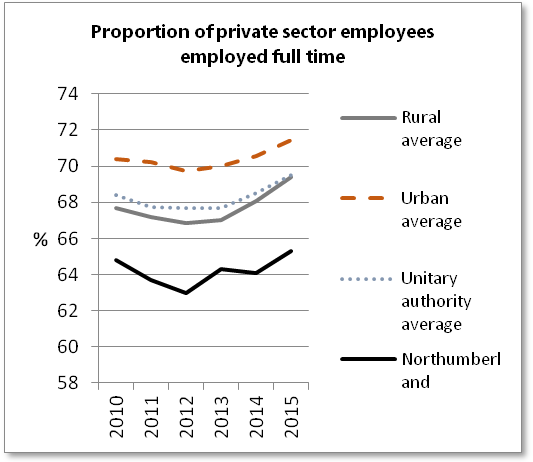 Proportion of private sector employees
employed full time
74
72
70
68
66
64
62
60
58
%
2010
2011
2012
2013
2014
2015
Rural
average
Urban
average
Unitary
authority
average
Northumberl
and